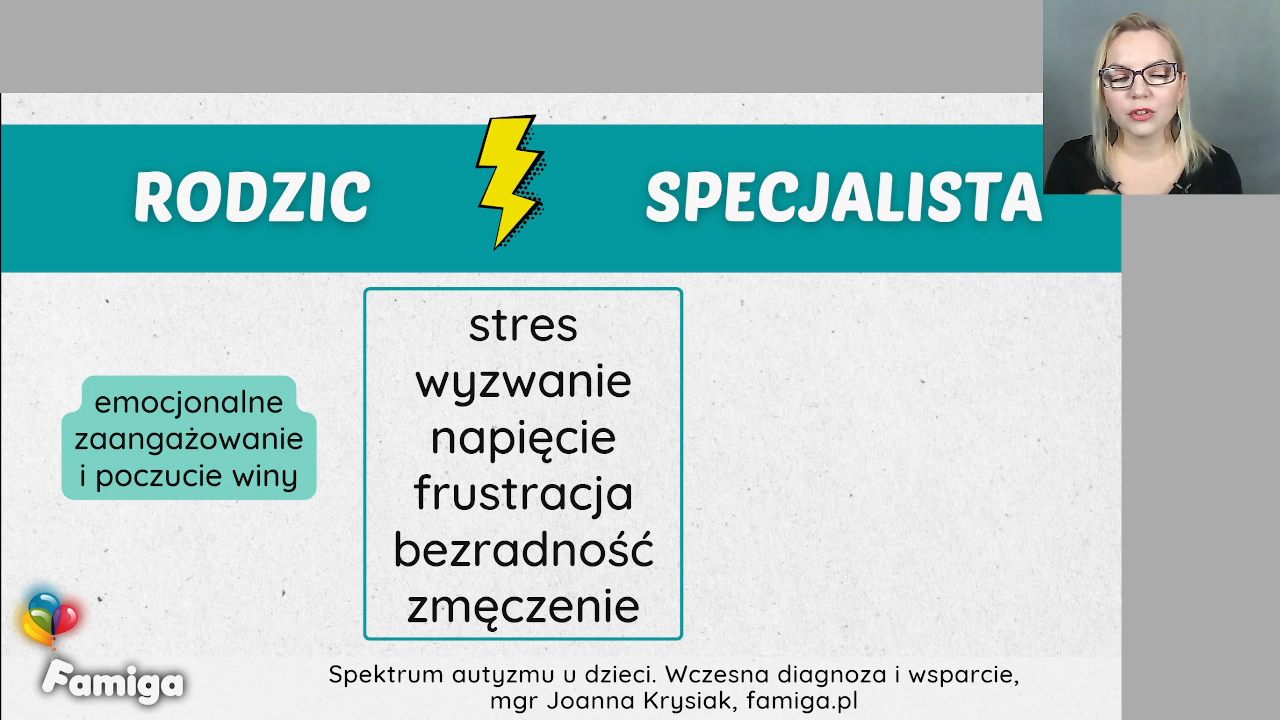 RODZIC
SPECJALISTA
emocjonalne
zaangażowanie
i poczucie winy
stres
wyzwanie
napięcie
frustracja
bezradność
zmęczenie
Famiga
Spektrum autyzmu u dzieci. Wczesna diagnoza i wsparcie,
mgr Joanna Krysiak, famiga.pl